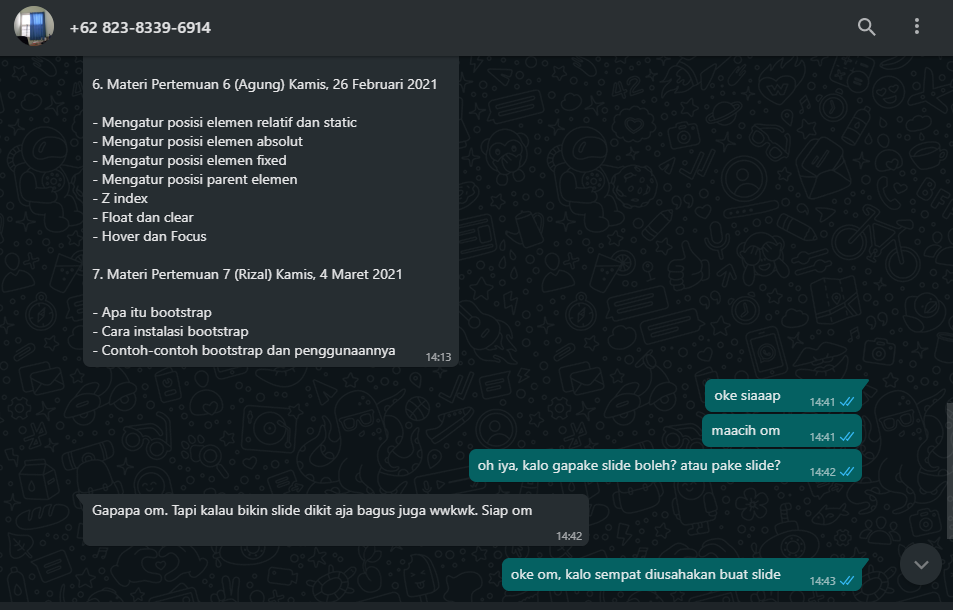 +62 823-8339-6914
6. Materi Pertemuan 6 (Agung) Kamis, 26 Februari 2021
- Mengatur posisi elemen relatif dan static
- Mengatur posisi elemen absolut
- Mengatur posisi elemen fixed
- Mengatur posisi parent elemen
- Z index
- Float dan clear
- Hover dan Focus
7. Materi Pertemuan 7 (Rizal) Kamis, 4 Maret 2021
- Apa itu bootstrap
- Cara instalasi bootstrap
- Contoh-contoh bootstrap dan penggunaannya
14:13
oke siaaap
14:41
maacih om
14:41
oh iya, kalo gapake slide boleh? atau pake slide?
14:42
Gapapa om. Tapi kalau bikin slide dikit aja bagus juga wwkwk. Siap om
14:42
oke om, kalo sempat diusahakan buat slide
14:43